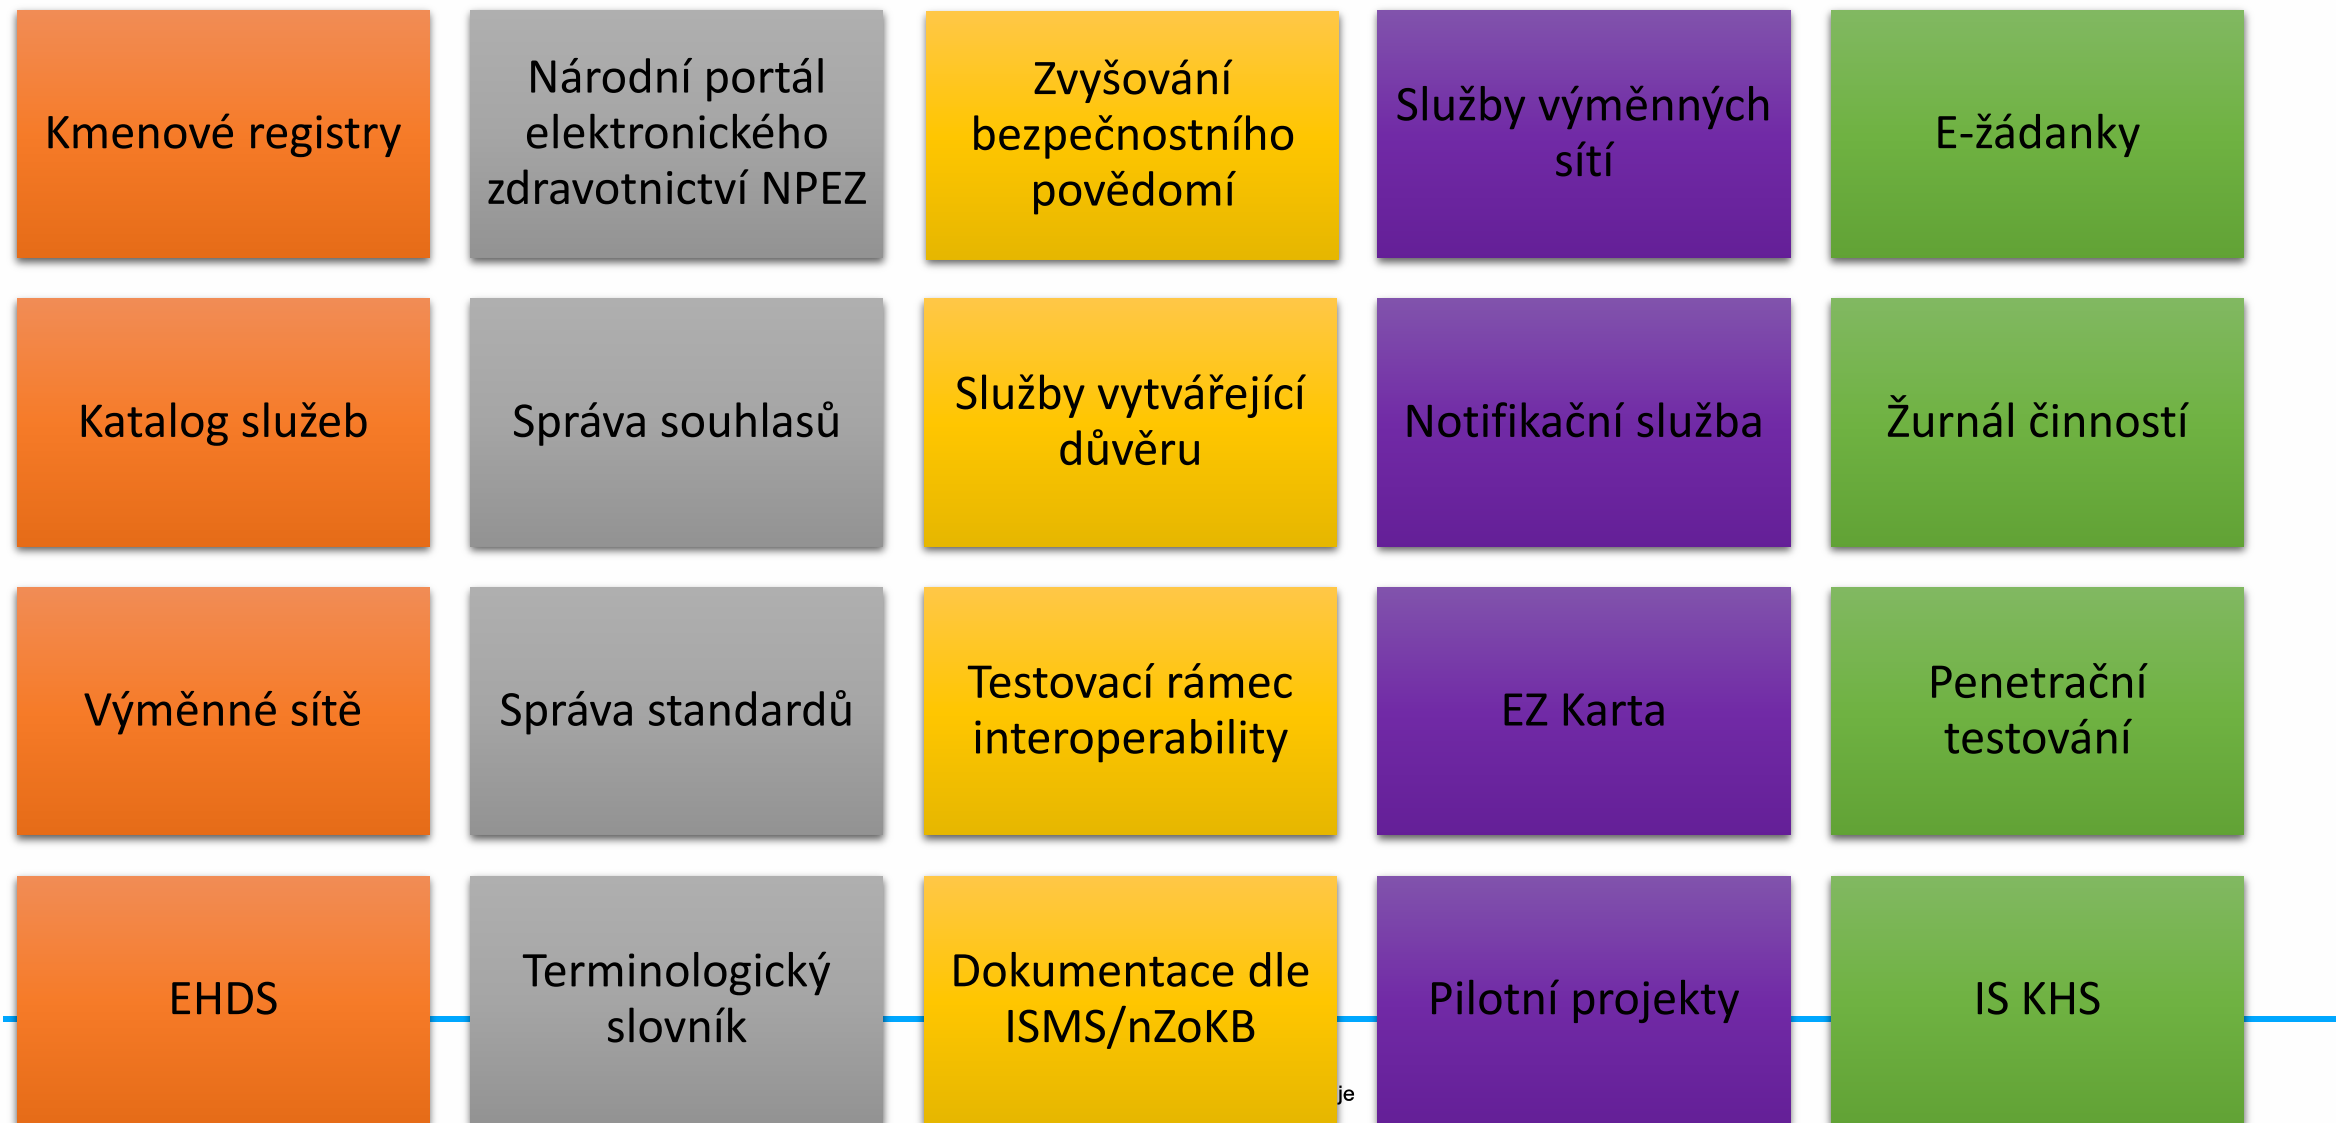 Kmenové registry
Národní portál
elektronického
zdravotnictví NPEZ
Zvyšování
bezpečnostního
povědomí
Služby výměnných
sítí
E-žádanky
Katalog služeb
Správa souhlasů
Služby vytvářející
důvěru
Notifikační služba
Žurnál činností
Výměnné sítě
Správa standardů
Testovací rámec
interoperability
EZ Karta
Penetrační
testování
EHDS
Terminologický
slovník
Dokumentace dle
ISMS/nZoKB
Pilotní projekty
IS KHS
je